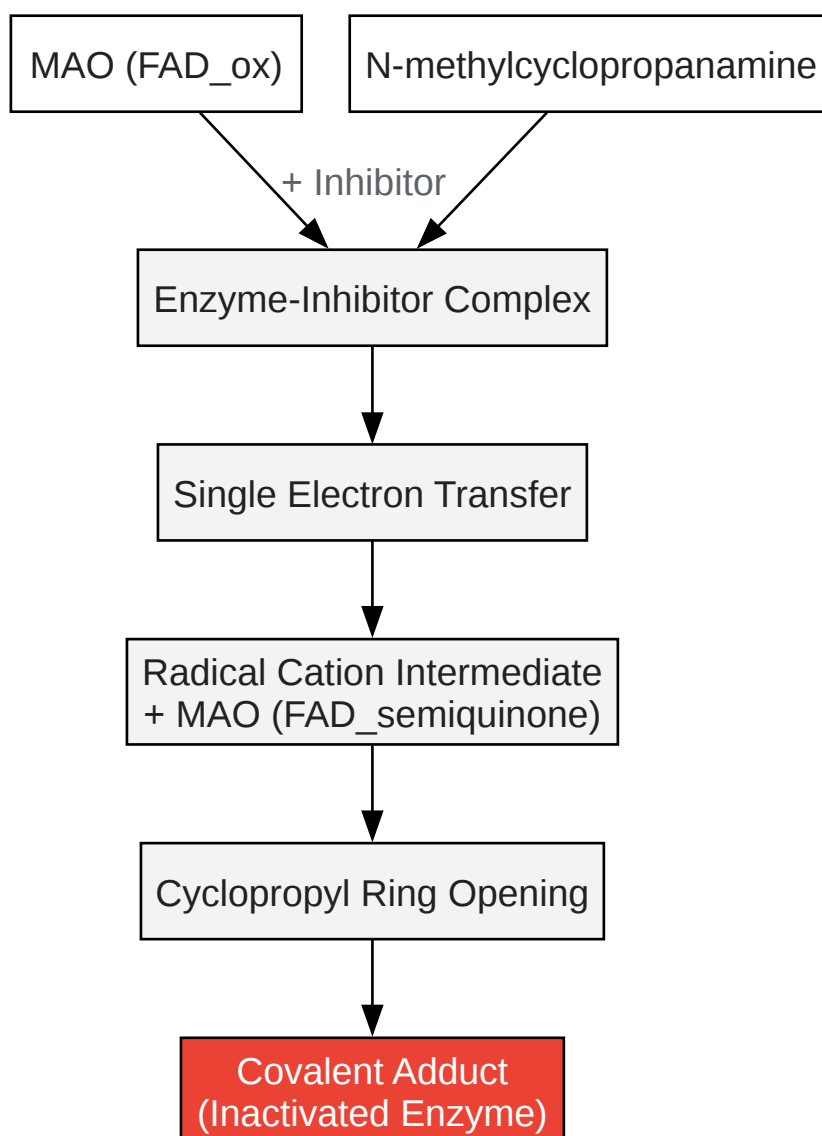 MAO (FAD_ox)
N-methylcyclopropanamine
+ Inhibitor
Enzyme-Inhibitor Complex
Single Electron Transfer
Radical Cation Intermediate
+ MAO (FAD_semiquinone)
Cyclopropyl Ring Opening
Covalent Adduct
(Inactivated Enzyme)